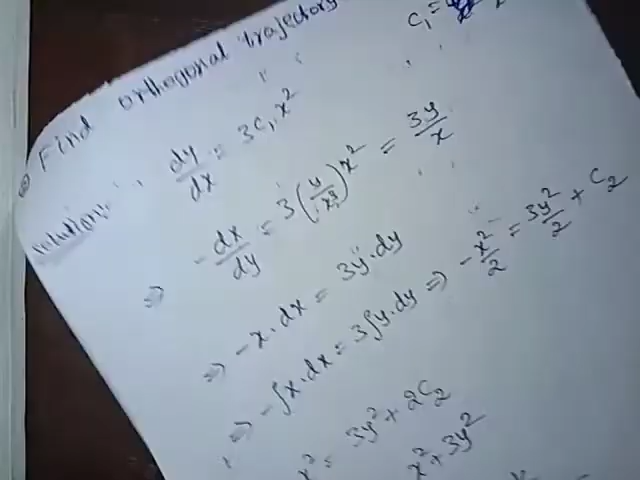 Find orthogonal trajectory
C₁ =
Solution:
dy/dx = 3C₁x²
⇒ -dx/dy = 3(y/x³)x² = 3y/x
⇒ -x·dx = 3y·dy
⇒ -∫x·dx = 3∫y·dy ⇒ -x²/2 = 3y²/2 + C₂
x² = 3y² + 2C₂
x² + 3y²